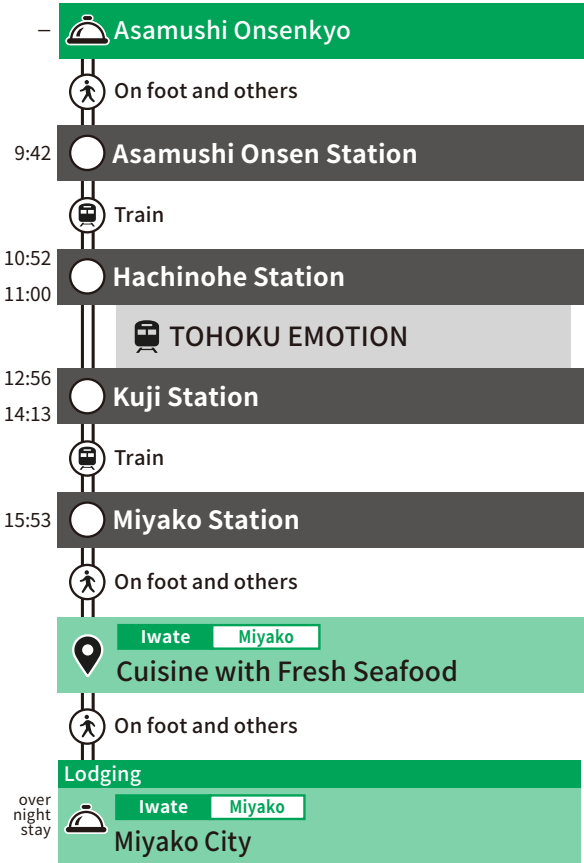 – Asamushi Onsenkyo
On foot and others
9:42 Asamushi Onsen Station
Train
10:52
Hachinohe Station
11:00
TOHOKU EMOTION
12:56
Kuji Station
14:13
Train
15:53 Miyako Station
On foot and others
Iwate Miyako
Cuisine with Fresh Seafood
On foot and others
Lodging
over
night
stay
Iwate Miyako
Miyako City